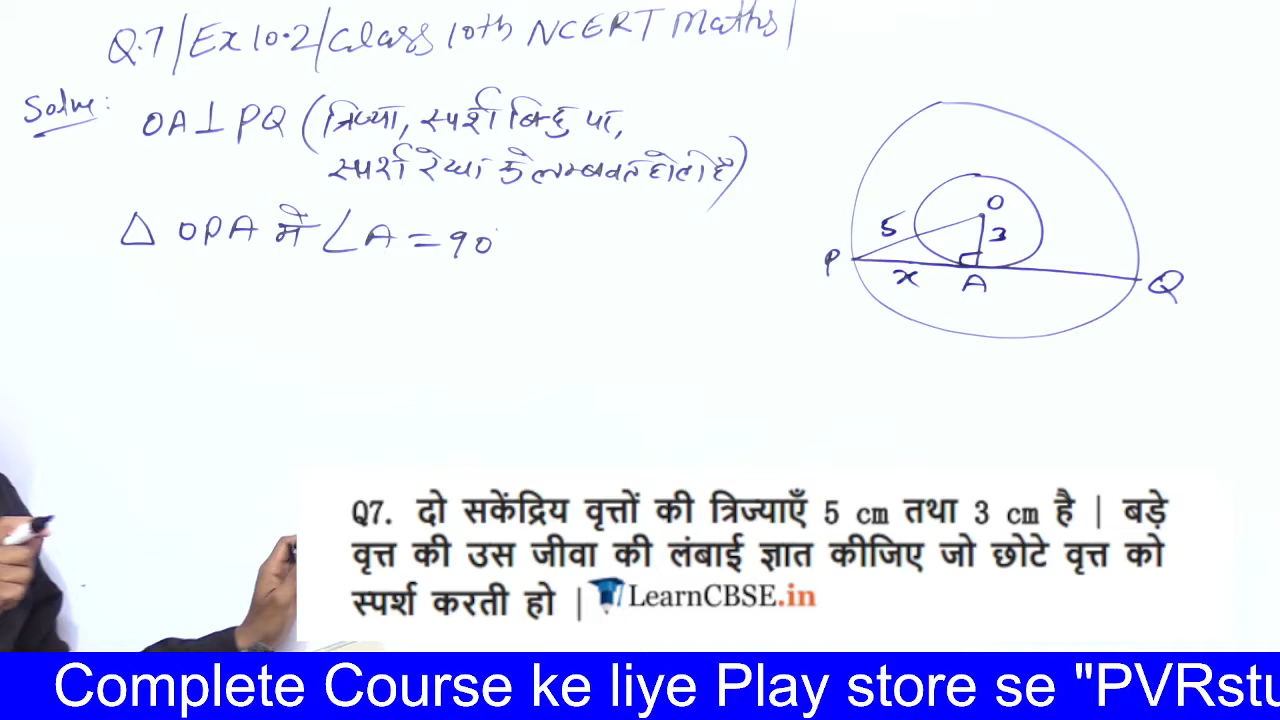 Q.7/Ex 10.2/Class 10th NCERT Maths/
Solve:
OA⊥PQ (त्रिज्या, स्पर्श बिन्दु पर,
स्पर्श रेखा के लम्बवत होती है)
△ OPA में ∠A=90
O
5
3
P
x
A
Q
Q7. दो सकेंद्रिय वृत्तों की त्रिज्याएँ 5 cm तथा 3 cm है | बड़े
वृत्त की उस जीवा की लंबाई ज्ञात कीजिए जो छोटे वृत्त को
स्पर्श करती हो | LearnCBSE.in
Complete Course ke liye Play store se "PVRstu